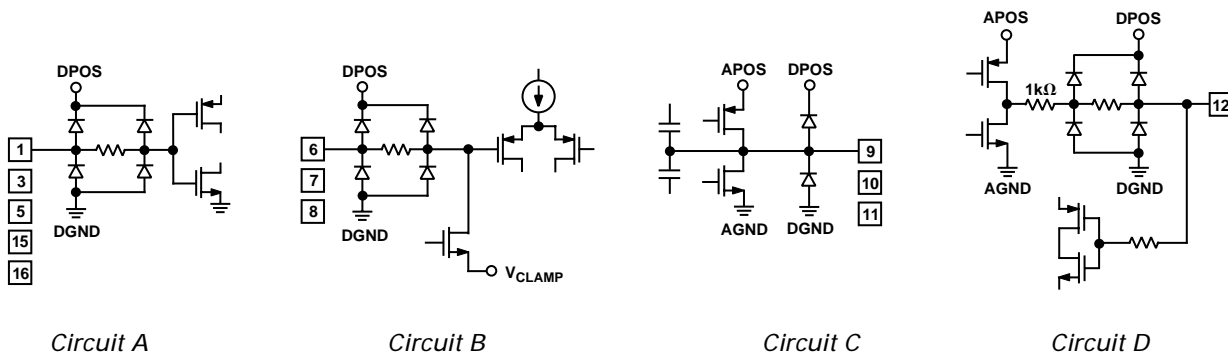 DPOS
1
3
5
15
16
DGND
Circuit A
DPOS
6
7
8
DGND
VCLAMP
Circuit B
APOS DPOS
9
10
11
AGND DGND
Circuit C
APOS DPOS
1kΩ
12
AGND DGND
Circuit D